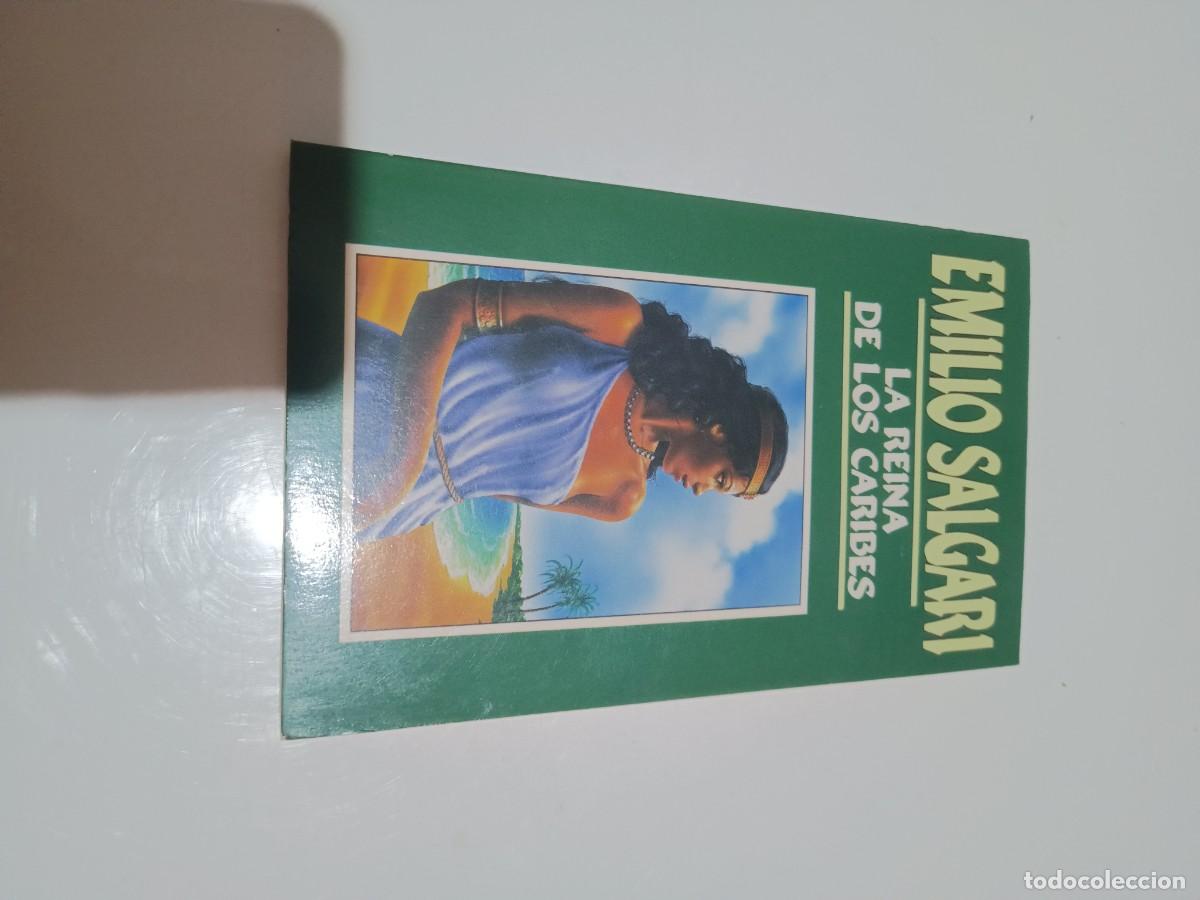 EMILIO SALGARI
LA REINA
DE LOS CARIBES
todocoleccion